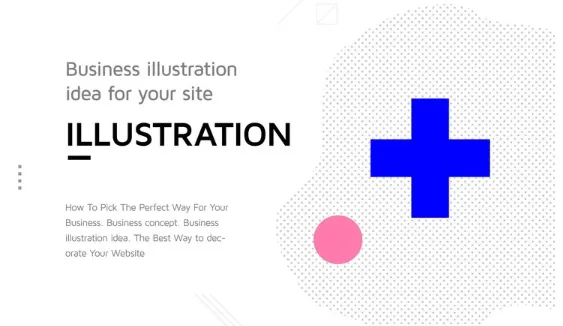 Business illustration
idea for your site
ILLUSTRATION
How To Pick The Perfect Way For Your
Business. Business concept. Business
illustration idea. The Best Way to dec-
orate Your Website